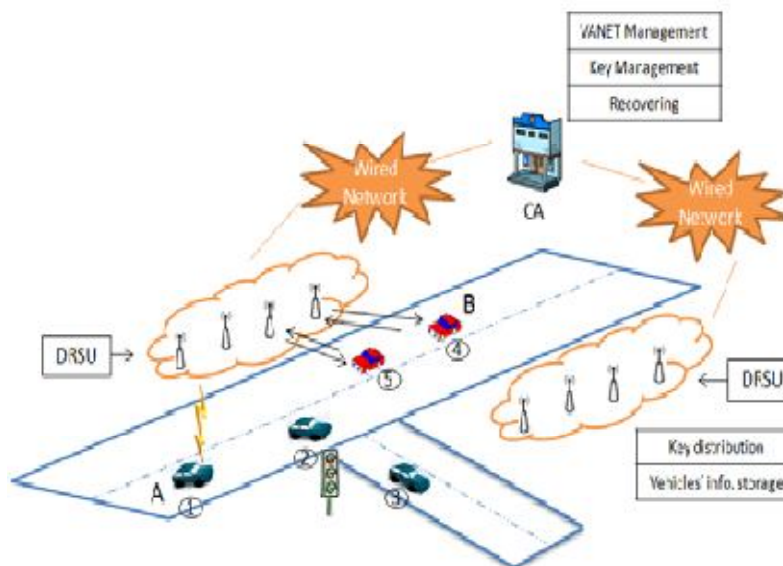 VANET Management
Key Management
Recovering
Wired
Network
Wired
Network
CA
B
DRSU
④
⑤
DRSU
②
A
①
③
Key distribution
Vehicles' info. storage